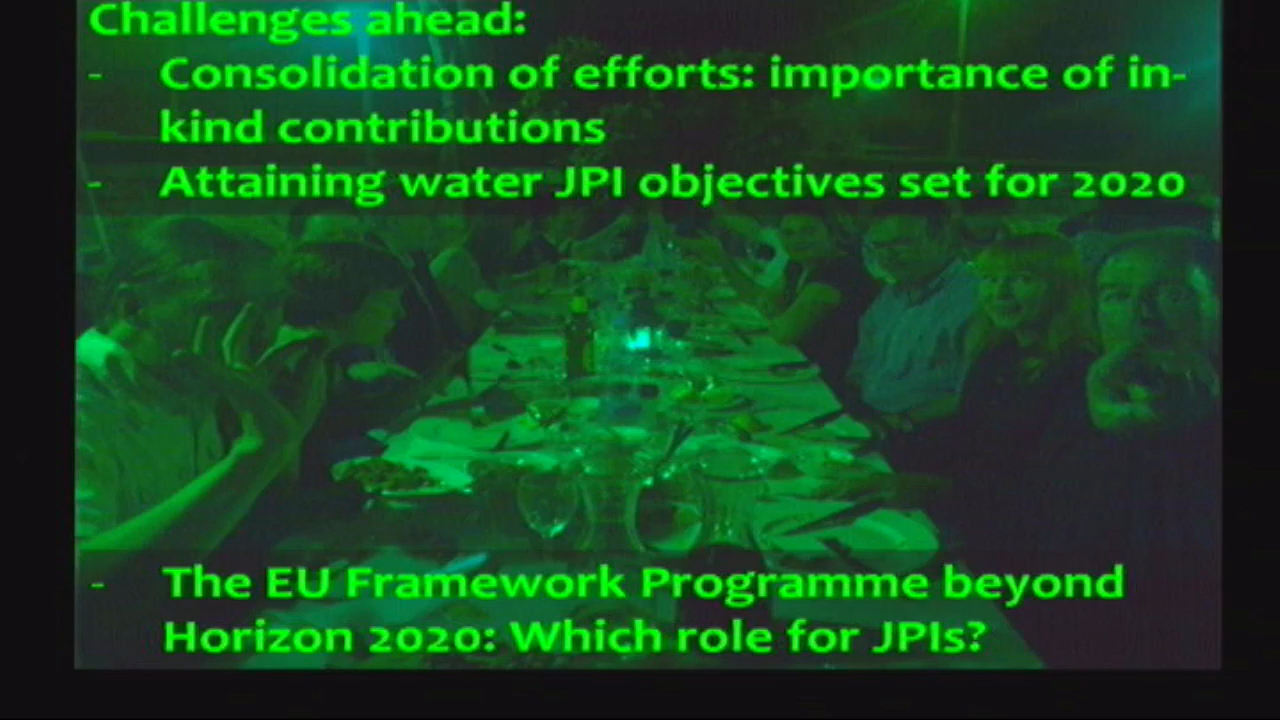 Challenges ahead:
- Consolidation of efforts: importance of in-
kind contributions
- Attaining water JPI objectives set for 2020
- The EU Framework Programme beyond
Horizon 2020: Which role for JPIs?